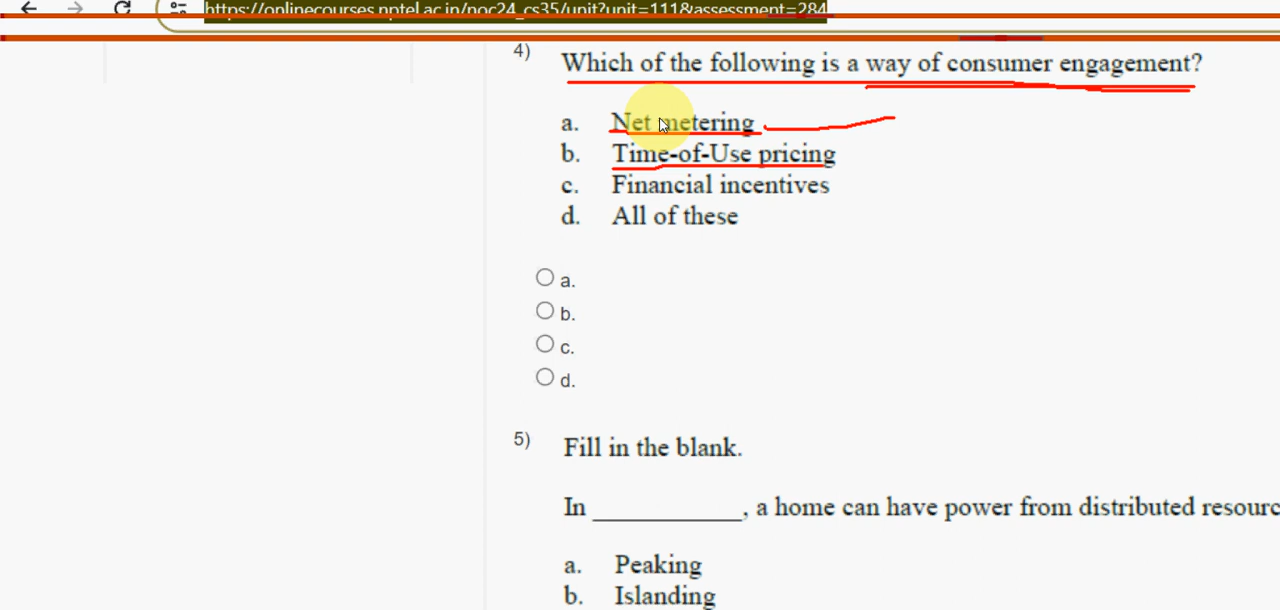 https://onlinecourses.nptel.ac.in/noc24_cs35/unit?unit=111&assessment=284
4)
Which of the following is a way of consumer engagement?
a. Net metering
b. Time-of-Use pricing
c. Financial incentives
d. All of these
a.
b.
c.
d.
5)
Fill in the blank.
In ___________, a home can have power from distributed resourc
a. Peaking
b. Islanding